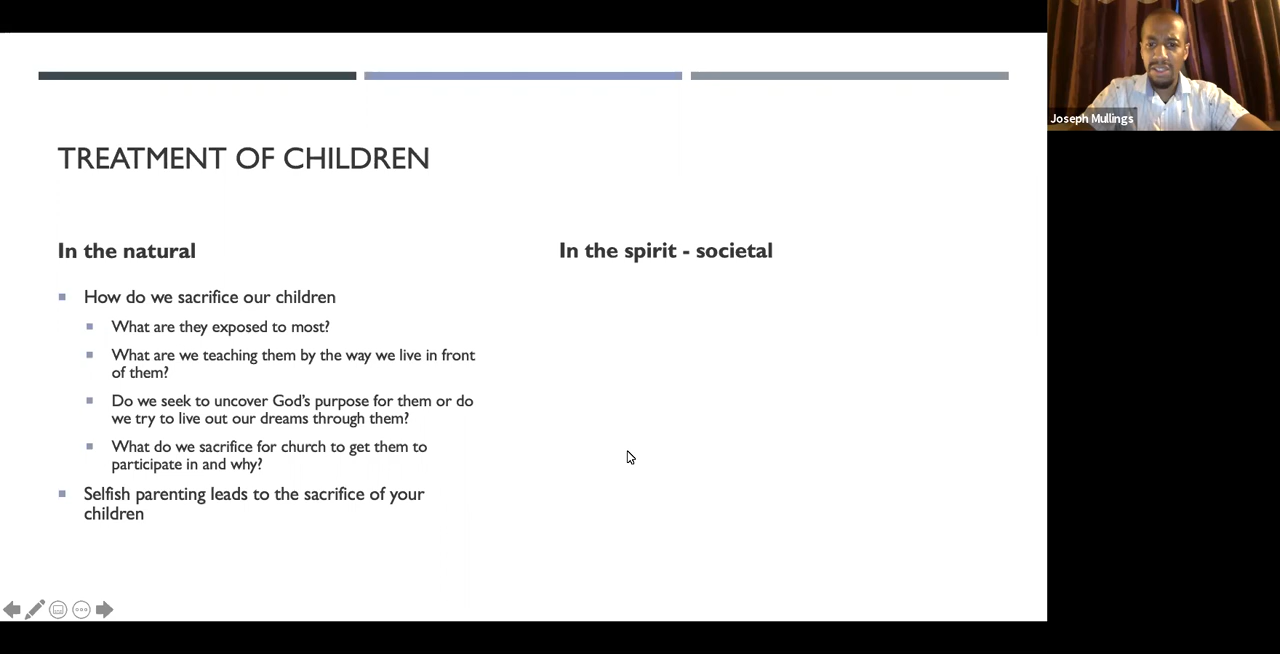 TREATMENT OF CHILDREN
In the natural
How do we sacrifice our children
What are they exposed to most?
What are we teaching them by the way we live in front
of them?
Do we seek to uncover God's purpose for them or do
we try to live out our dreams through them?
What do we sacrifice for church to get them to
participate in and why?
Selfish parenting leads to the sacrifice of your
children
In the spirit - societal
Joseph Mullings